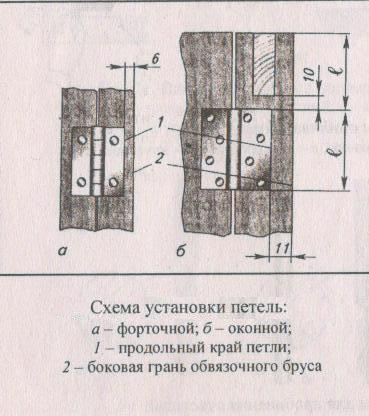 6
10
ℓ
1
2
ℓ
а
б
11
Схема установки петель:
а – форточной; б – оконной;
1 – продольный край петли;
2 – боковая грань обвязочного бруса